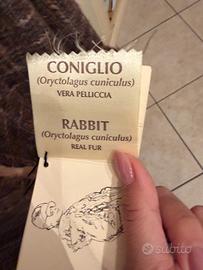 CONIGLIO
(Oryctolagus cuniculus)
VERA PELLICCIA
RABBIT
(Oryctolagus cuniculus)
REAL FUR
subito